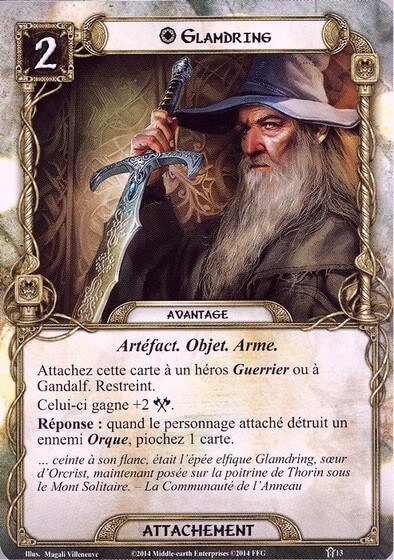 2
Glamdring
AVANTAGE
Artéfact. Objet. Arme.
Attachez cette carte à un héros Guerrier ou à
Gandalf. Restreint.
Celui-ci gagne +2 .
Réponse : quand le personnage attaché détruit un
ennemi Orque, piochez 1 carte.
... ceinte à son flanc, était l'épée elfique Glamdring, sœur
d'Orcrist, maintenant posée sur la poitrine de Thorin sous
le Mont Solitaire. – La Communauté de l'Anneau
ATTACHEMENT
Illus. Magali Villeneuve ©2014 Middle-earth Enterprises ©2014 FFG 13